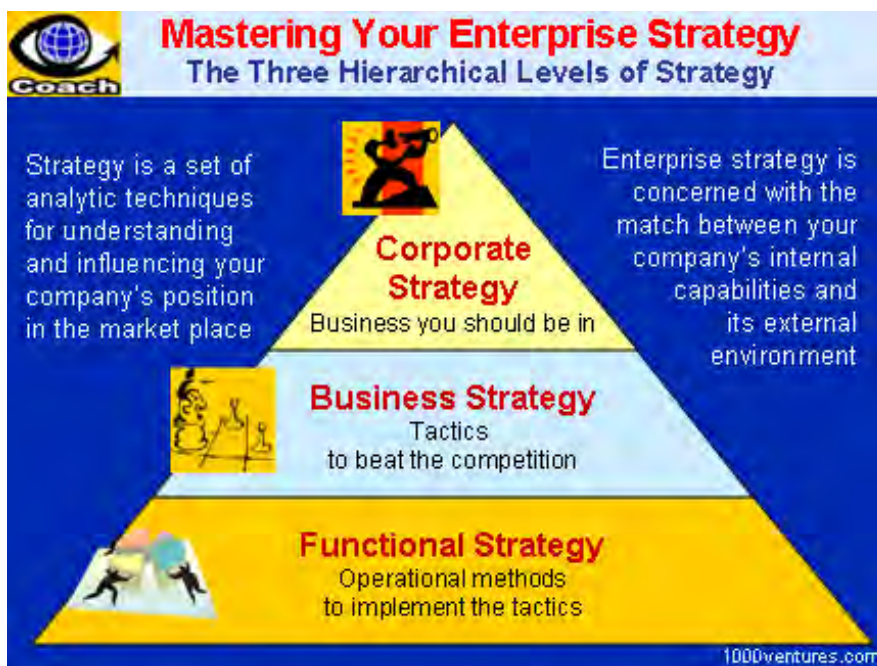 Mastering Your Enterprise Strategy
The Three Hierarchical Levels of Strategy
Coach
Strategy is a set of
analytic techniques
for understanding
and influencing your
company's position
in the market place
Enterprise strategy is
concerned with the
match between your
company's internal
capabilities and
its external
environment
Corporate
Strategy
Business you should be in
Business Strategy
Tactics
to beat the competition
Functional Strategy
Operational methods
to implement the tactics
1000ventures.com